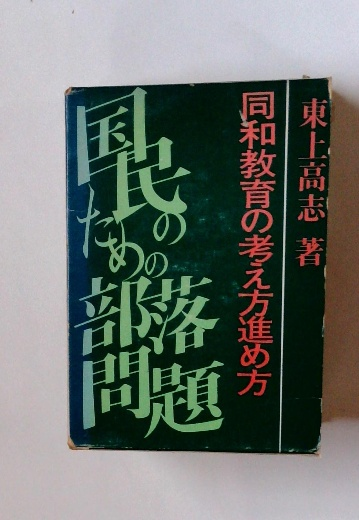 東上高志 著
同和教育の考え方進め方
国民の
ための
部落
問題